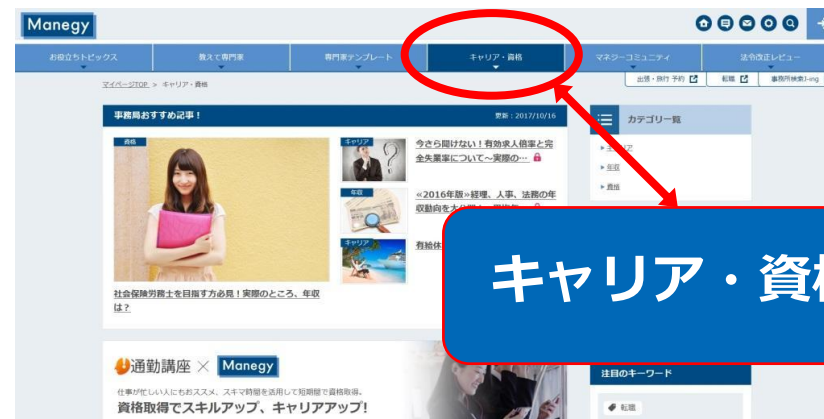 Manegy
お役立ちトピックス
教えて専門家
専門家テンプレート
キャリア・資格
マネジーコミュニティ
法令改正レビュー
出張・旅行 予約
転職
事務所検索J-ing
マイページTOP > キャリア・資格
事務局おすすめ記事！
更新：2017/10/16
資格
社会保険労務士を目指す方必見！実際のところ、年収
は？
キャリア
今さら聞けない！有効求人倍率と完
全失業率について～実際の…
年収
≪2016年版≫経理、人事、法務の年
収動向を大
キャリア
有給休
カテゴリ一覧
年収
資格
キャリア・資格
通勤講座 × Manegy
仕事が忙しい人にもおススメ、スキマ時間を活用して短期間で資格取得。
資格取得でスキルアップ、キャリアアップ！
注目のキーワード
転職